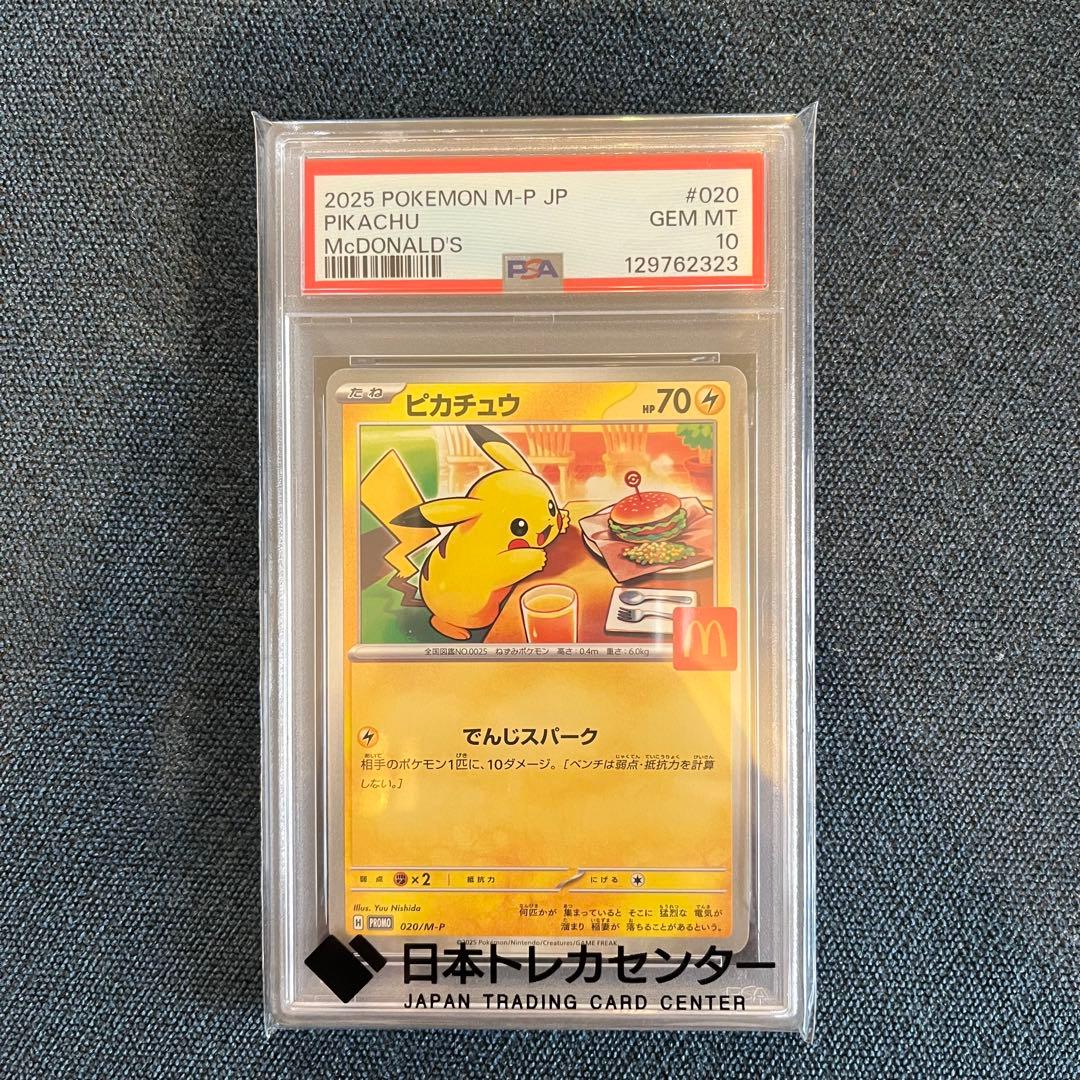 2025 POKEMON M-P JP #020
PIKACHU GEM MT
McDONALD'S 10
PSA 129762323
たね ピカチュウ HP70
全国図鑑NO.0025 ねずみポケモン 高さ:0.4m 重さ:6.0kg
でんじスパーク
相手のポケモン1匹に、10ダメージ。[ベンチは弱点・抵抗力を計算
しない。]
弱点 ×2 抵抗力 にげる
Illus. Yuu Nishida
何匹かが 集まっていると そこに 猛烈な 電気が
溜まり 稲妻が 落ちることがあるという。
H PROMO 020/M-P
©2025 Pokémon/Nintendo/Creatures/GAME FREAK
日本トレカセンター
JAPAN TRADING CARD CENTER